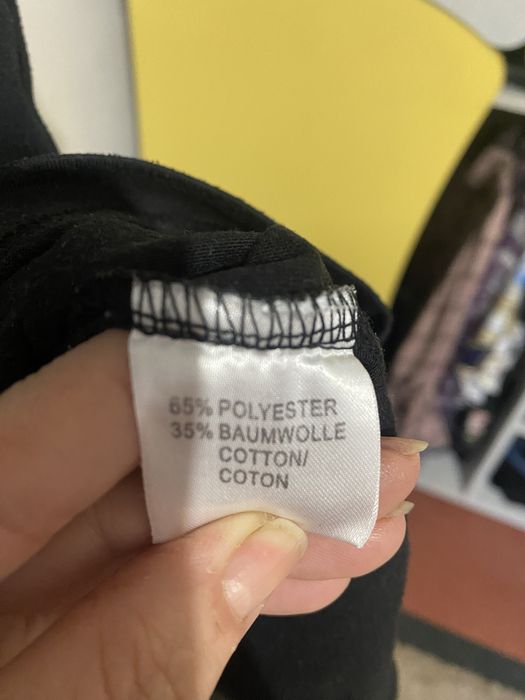 65% POLYESTER
35% BAUMWOLLE
COTTON/
COTON